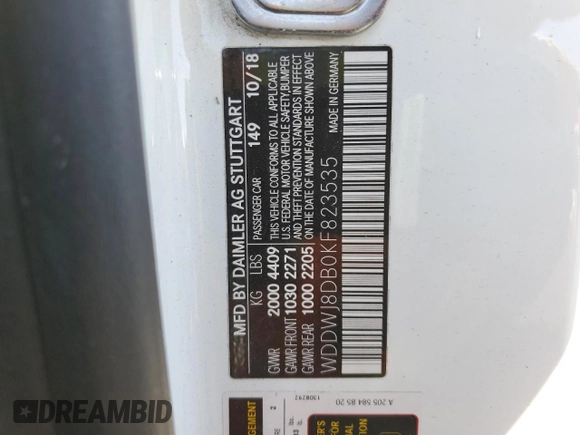 MFD BY DAIMLER AG STUTTGART
KG LBS PASSENGER CAR 149 10/18
GVWR 2000 4409 THIS VEHICLE CONFORMS TO ALL APPLICABLE
GAWR FRONT 1030 2271 U.S. FEDERAL MOTOR VEHICLE SAFETY,BUMPER
GAWR REAR 1000 2205 AND THEFT PREVENTION STANDARDS IN EFFECT
ON THE DATE OF MANUFACTURE SHOWN ABOVE
WDDWJ8DB0KF823535 MADE IN GERMANY
A 205 584 85 20
1308292
DREAMBID